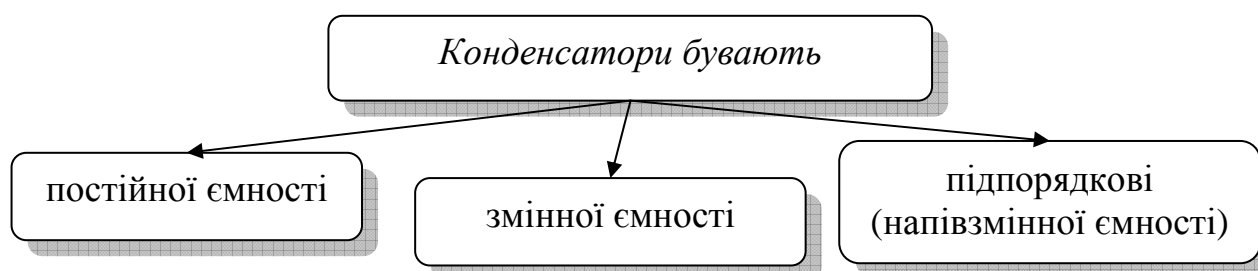 Конденсатори бувають
постійної ємності
змінної ємності
підпорядкові
(напівзмінної ємності)